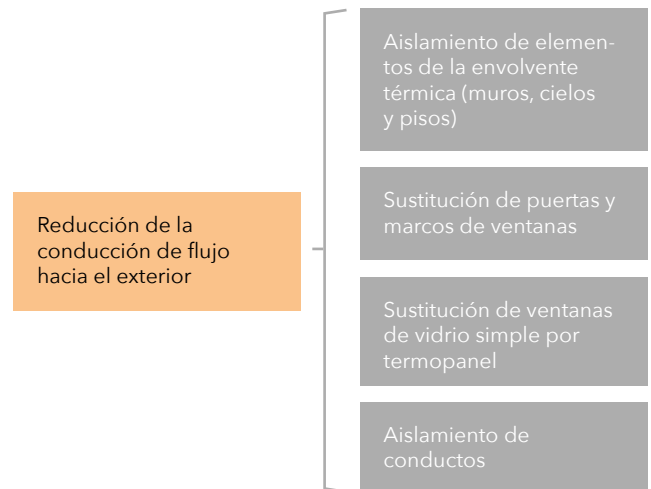 Reducción de la
conducción de flujo
hacia el exterior
Aislamiento de elemen-
tos de la envolvente
térmica (muros, cielos
y pisos)
Sustitución de puertas y
marcos de ventanas
Sustitución de ventanas
de vidrio simple por
termopanel
Aislamiento de
conductos